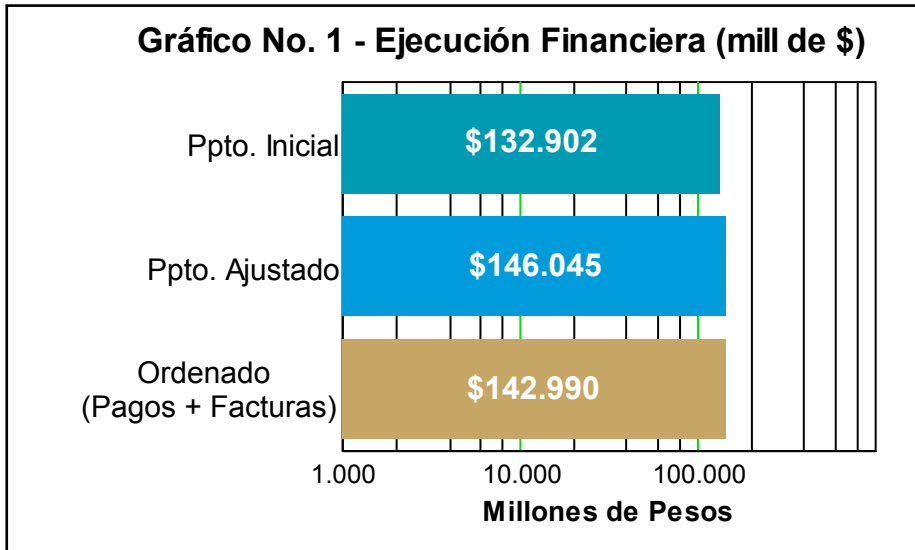 Gráfico No. 1 - Ejecución Financiera (mill de $)
Ppto. Inicial
$132.902
Ppto. Ajustado
$146.045
Ordenado
(Pagos + Facturas)
$142.990
1.000
10.000
100.000
Millones de Pesos